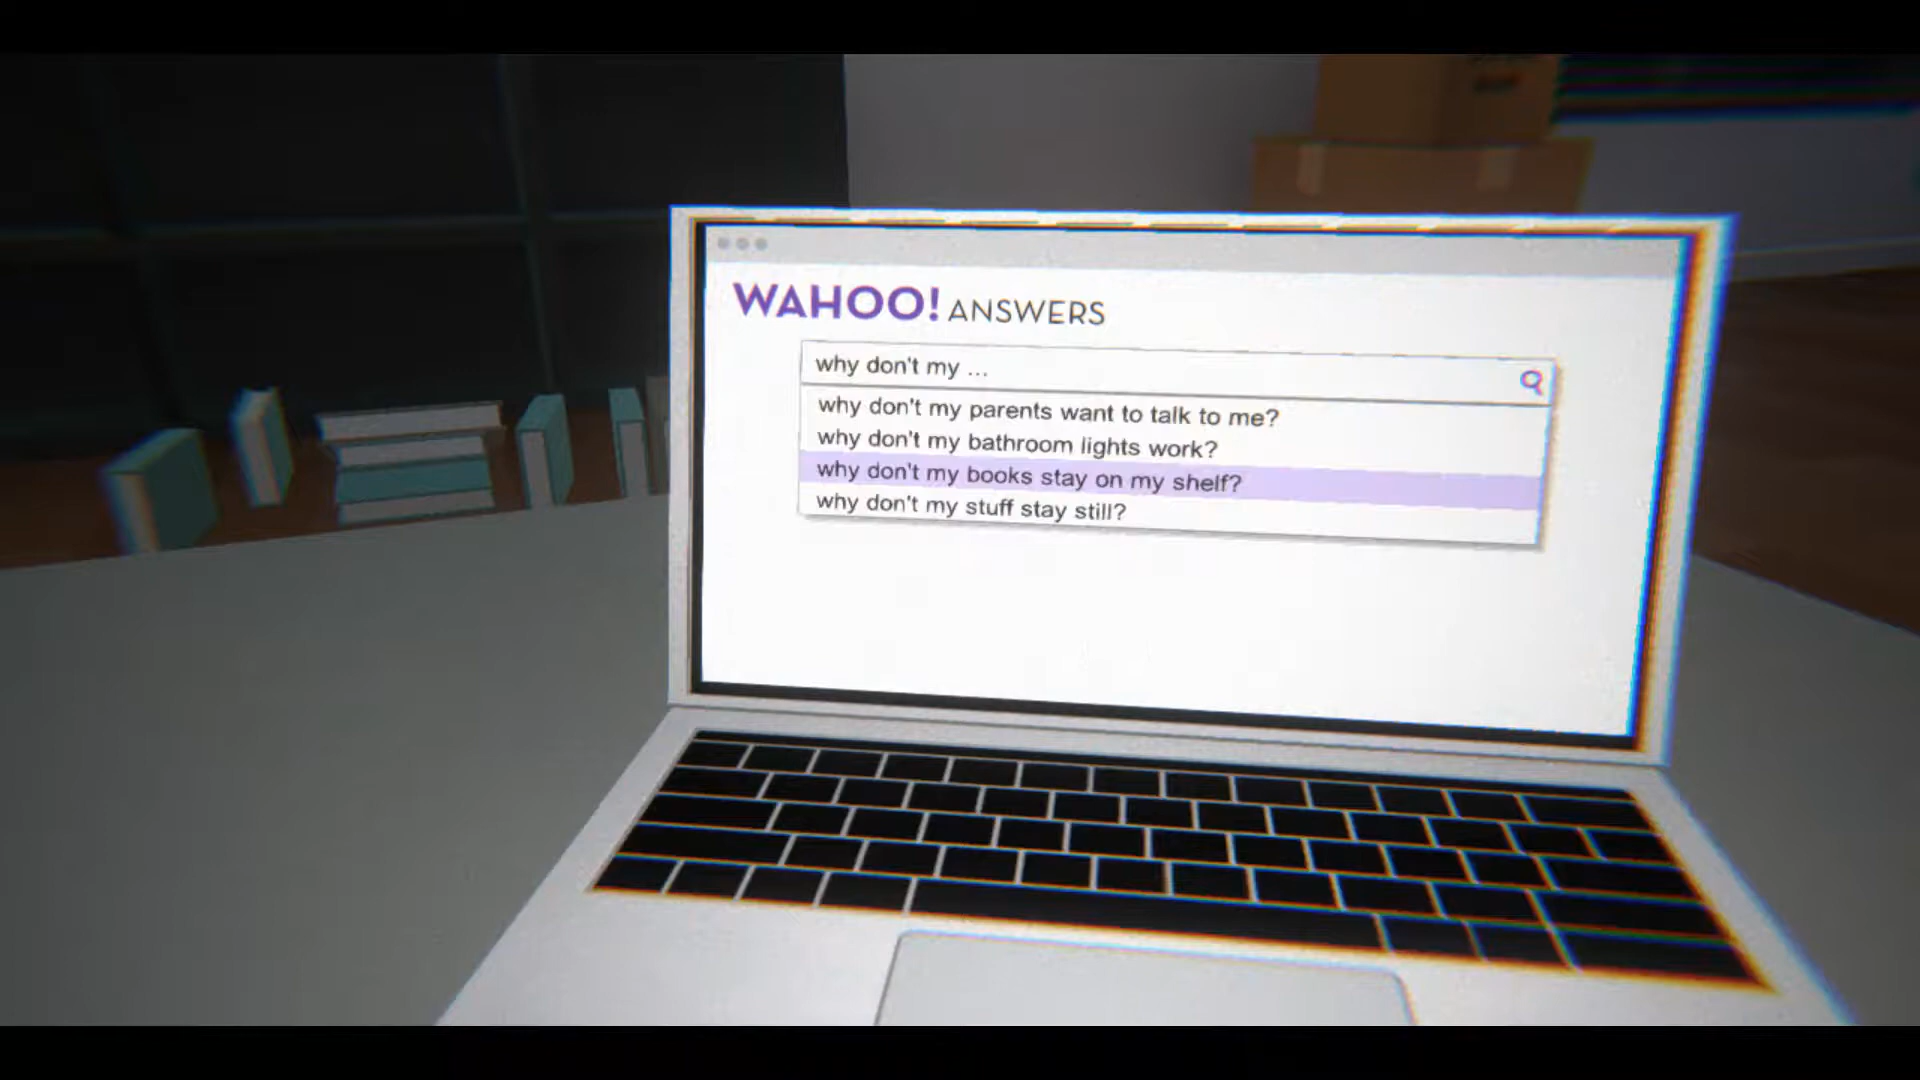 WAHOO! ANSWERS
why don't my ...
why don't my parents want to talk to me?
why don't my bathroom lights work?
why don't my books stay on my shelf?
why don't my stuff stay still?